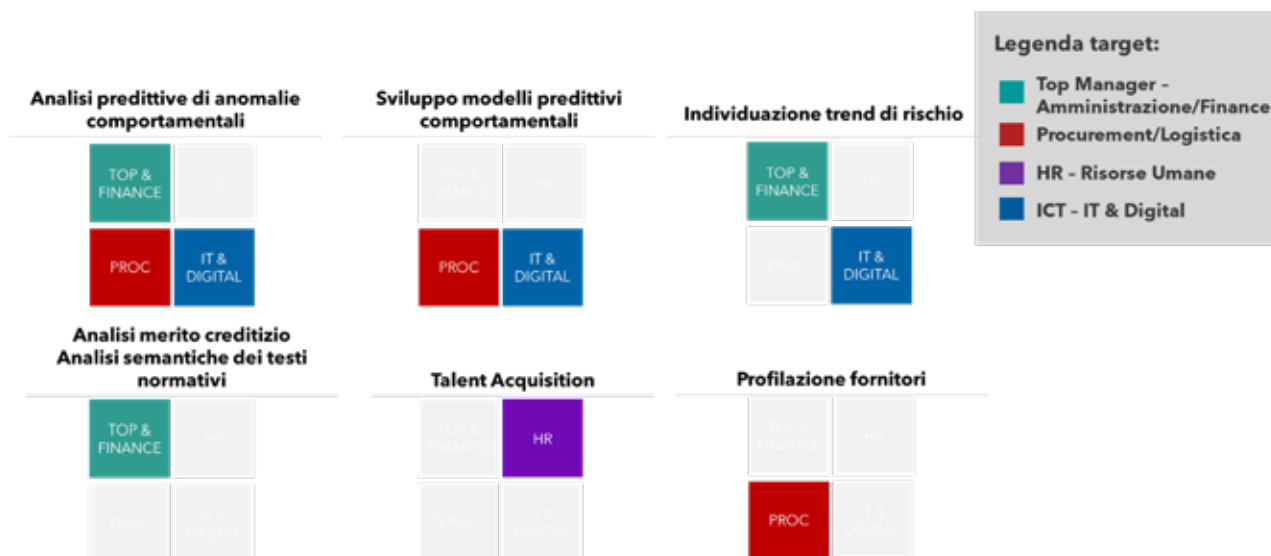 Legenda target:
Top Manager –
Amministrazione/Finance
Procurement/Logistica
HR – Risorse Umane
ICT – IT & Digital
Analisi predittive di anomalie
comportamentali
TOP &
FINANCE
HR
PROC
IT &
DIGITAL
Sviluppo modelli predittivi
comportamentali
TOP &
FINANCE
HR
PROC
IT &
DIGITAL
Individuazione trend di rischio
TOP &
FINANCE
HR
PROC
IT &
DIGITAL
Analisi merito creditizio
Analisi semantiche dei testi
normativi
TOP &
FINANCE
HR
PROC
IT &
DIGITAL
Talent Acquisition
TOP &
FINANCE
HR
PROC
IT &
DIGITAL
Profilazione fornitori
TOP &
FINANCE
HR
PROC
IT &
DIGITAL